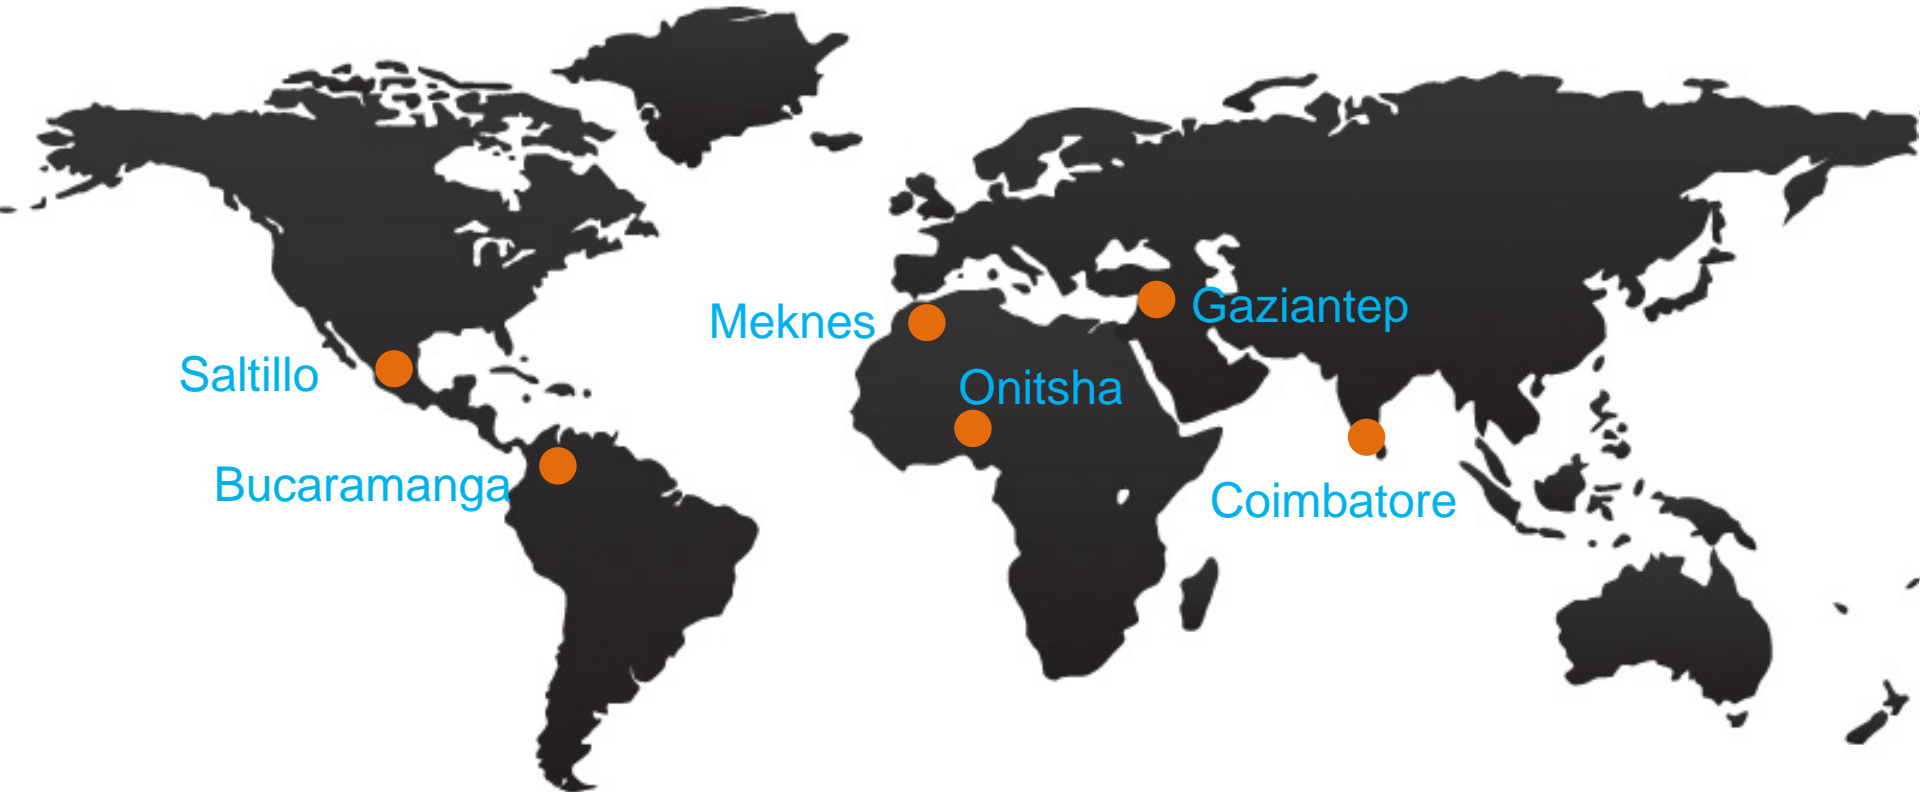 Gaziantep
Meknes
Saltillo
Onitsha
Bucaramanga
Coimbatore